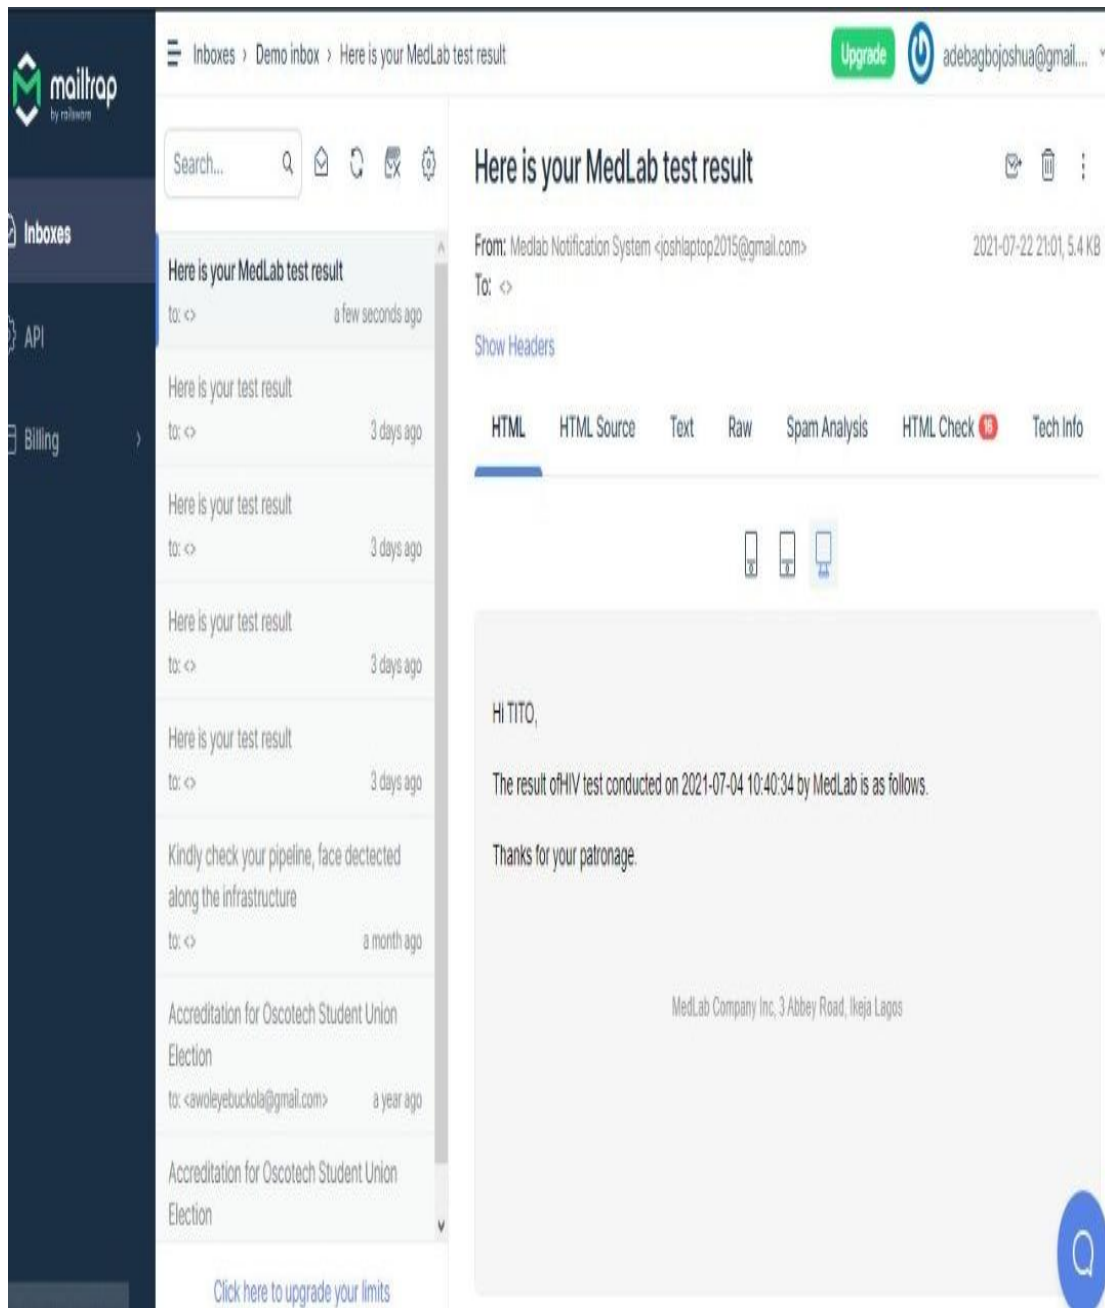 mailtrap
by railsware
Inboxes
API
Billing
Inboxes > Demo inbox > Here is your MedLab test result
Upgrade
adebagbojoshua@gmail....
Search...
Here is your MedLab test result
to: <> a few seconds ago
Here is your test result
to: <> 3 days ago
Here is your test result
to: <> 3 days ago
Here is your test result
to: <> 3 days ago
Here is your test result
to: <> 3 days ago
Kindly check your pipeline, face dectected
along the infrastructure
to: <> a month ago
Accreditation for Oscotech Student Union
Election
to: <awoleyebuckola@gmail.com> a year ago
Accreditation for Oscotech Student Union
Election
Click here to upgrade your limits
Here is your MedLab test result
From: Medlab Notification System <joshlaptop2015@gmail.com> 2021-07-22 21:01, 5.4 KB
To: <>
Show Headers
HTML HTML Source Text Raw Spam Analysis HTML Check 16 Tech Info
Hi TITO,
The result ofHIV test conducted on 2021-07-04 10:40:34 by MedLab is as follows.
Thanks for your patronage.
MedLab Company Inc, 3 Abbey Road, Ikeja Lagos